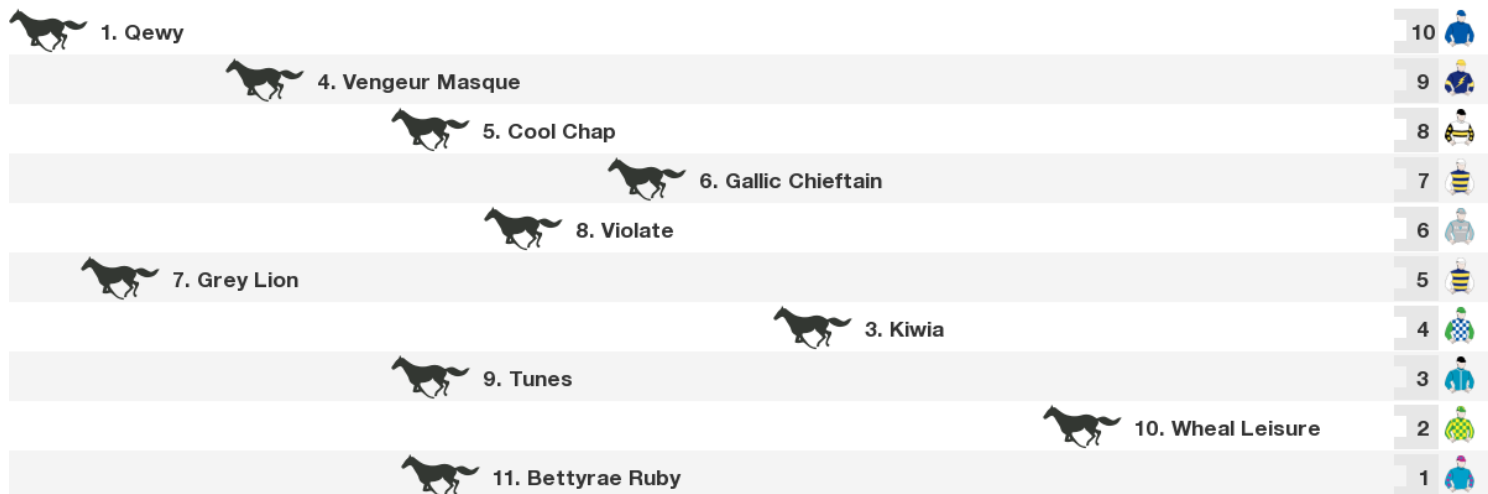 1. Qewy 10
4. Vengeur Masque 9
5. Cool Chap 8
6. Gallic Chieftain 7
8. Violate 6
7. Grey Lion 5
3. Kiwia 4
9. Tunes 3
10. Wheal Leisure 2
11. Bettyrae Ruby 1